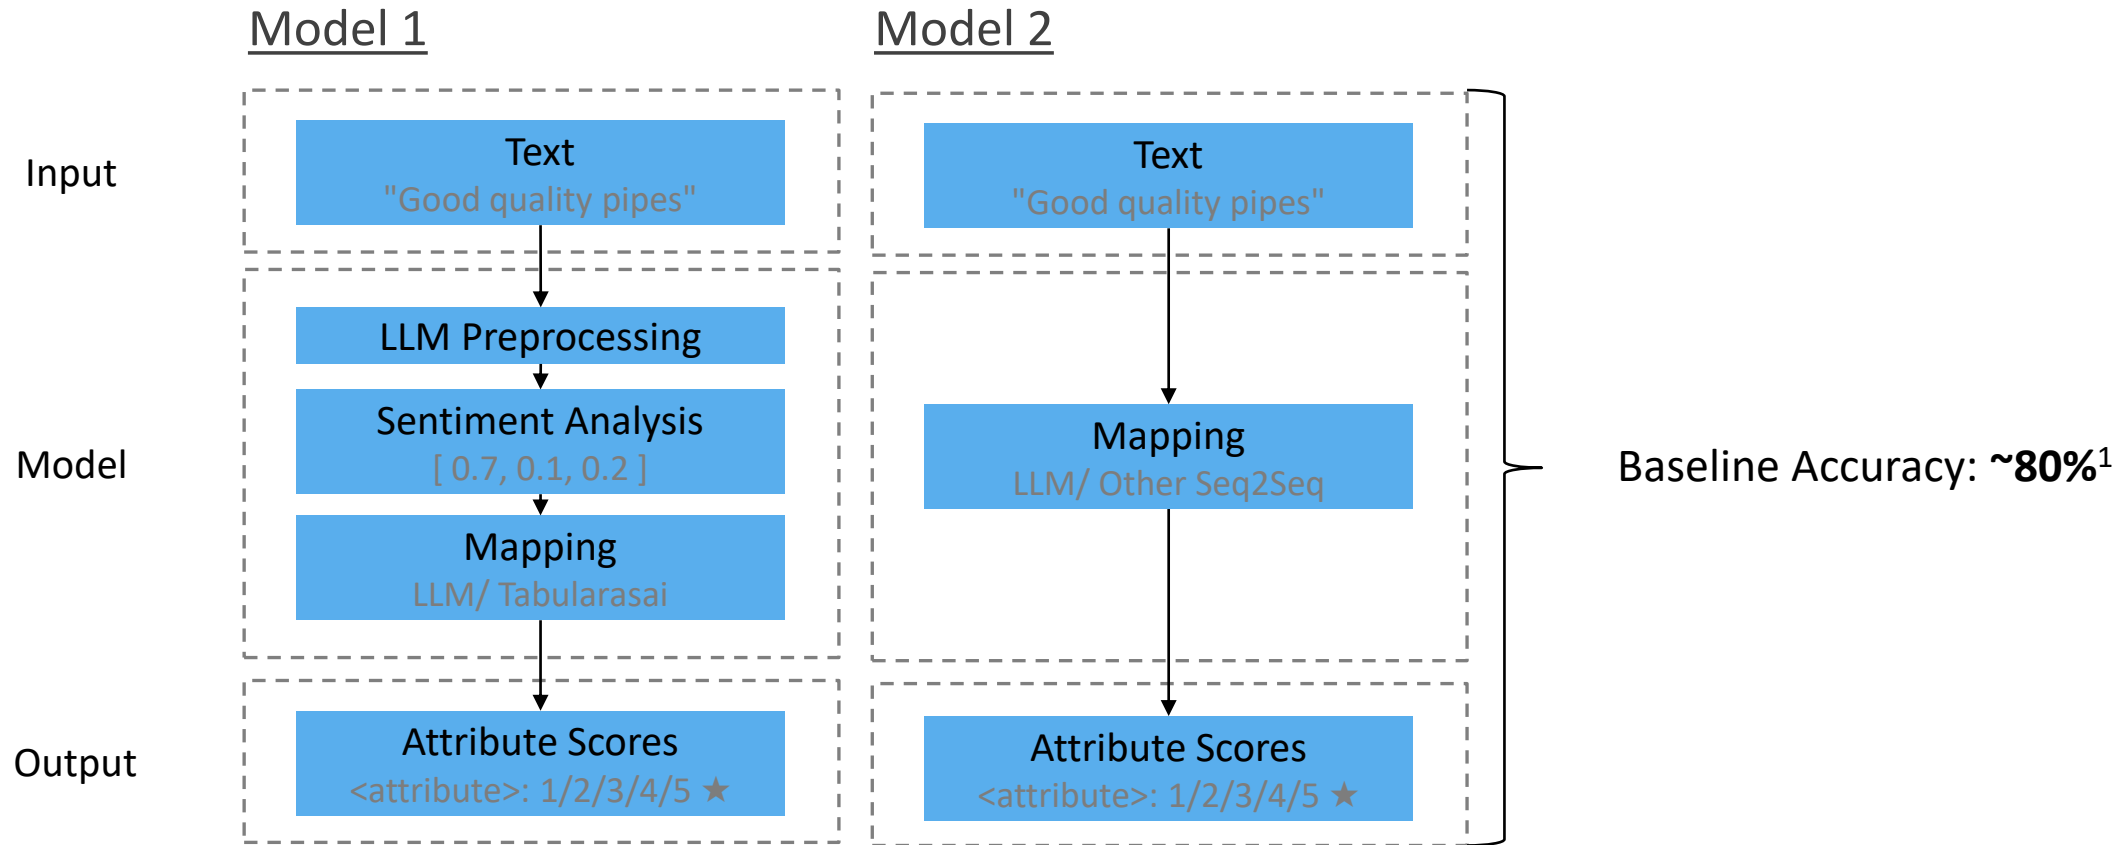 Model 1
Model 2
Input
Text
"Good quality pipes"
Text
"Good quality pipes"
Model
LLM Preprocessing
Sentiment Analysis
[ 0.7, 0.1, 0.2 ]
Mapping
LLM/ Tabularasai
Mapping
LLM/ Other Seq2Seq
Baseline Accuracy: ~80%¹
Output
Attribute Scores
<attribute>: 1/2/3/4/5 ★
Attribute Scores
<attribute>: 1/2/3/4/5 ★